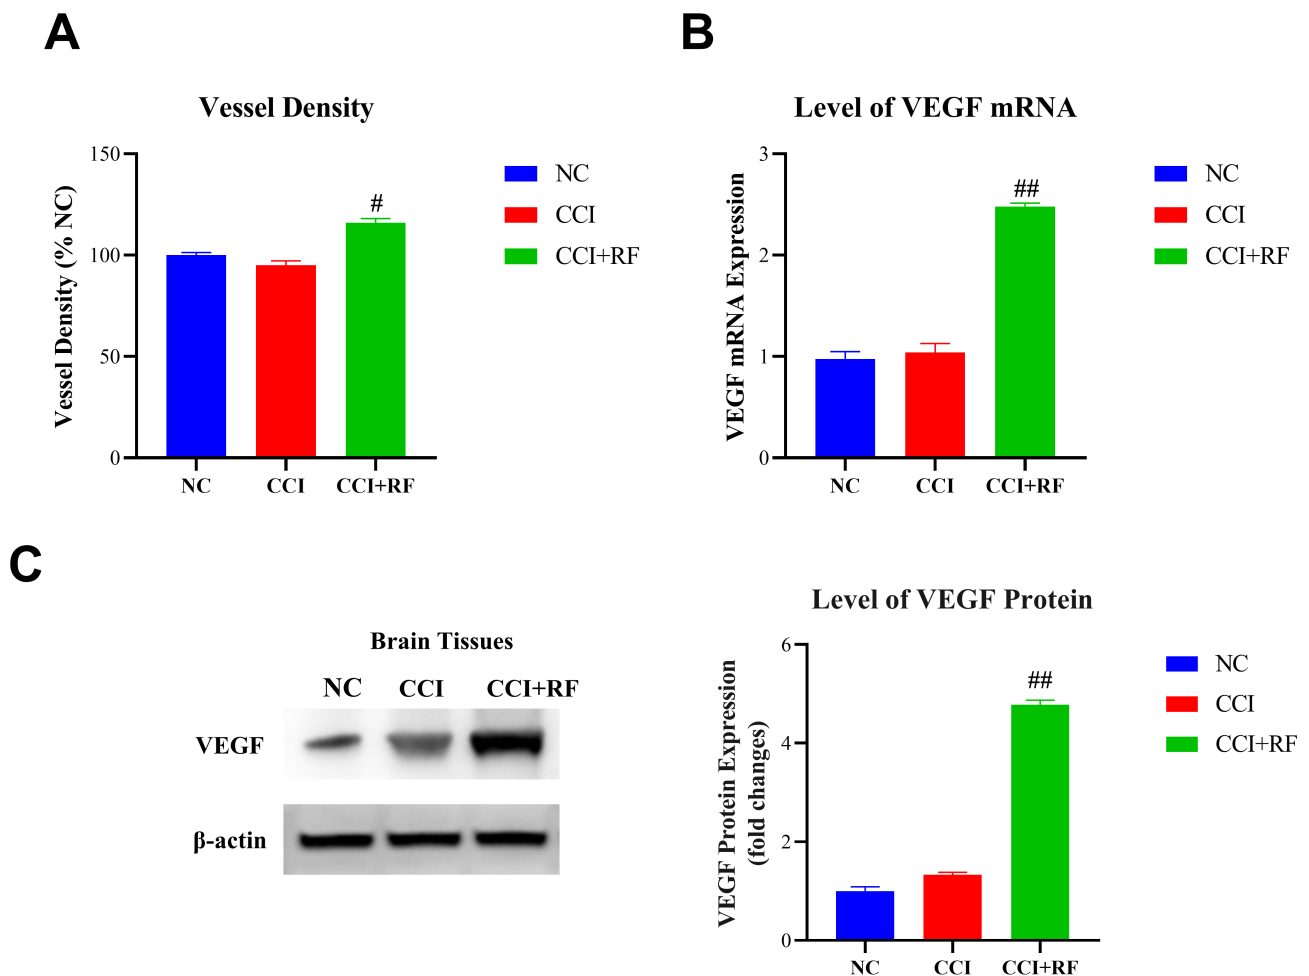 A
Vessel Density
Vessel Density (% NC)
150
100
50
0
#
NC
CCI
CCI+RF
NC
CCI
CCI+RF
B
Level of VEGF mRNA
VEGF mRNA Expression
3
2
1
0
##
NC
CCI
CCI+RF
NC
CCI
CCI+RF
C
Brain Tissues
NC CCI CCI+RF
VEGF
β-actin
Level of VEGF Protein
VEGF Protein Expression
(fold changes)
6
4
2
0
##
NC
CCI
CCI+RF
NC
CCI
CCI+RF